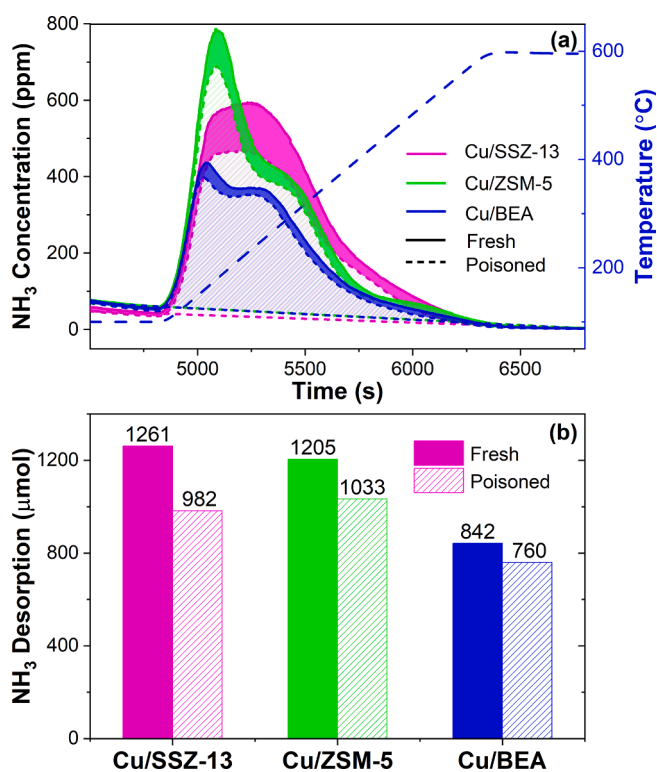 (a)
NH₃ Concentration (ppm)
800
600
400
200
0
Cu/SSZ-13
Cu/ZSM-5
Cu/BEA
Fresh
Poisoned
600
400
200
Temperature (°C)
5000 5500 6000 6500
Time (s)
(b)
NH₃ Desorption (μmol)
1200
800
400
0
1261
982
1205
1033
842
760
Fresh
Poisoned
Cu/SSZ-13 Cu/ZSM-5 Cu/BEA